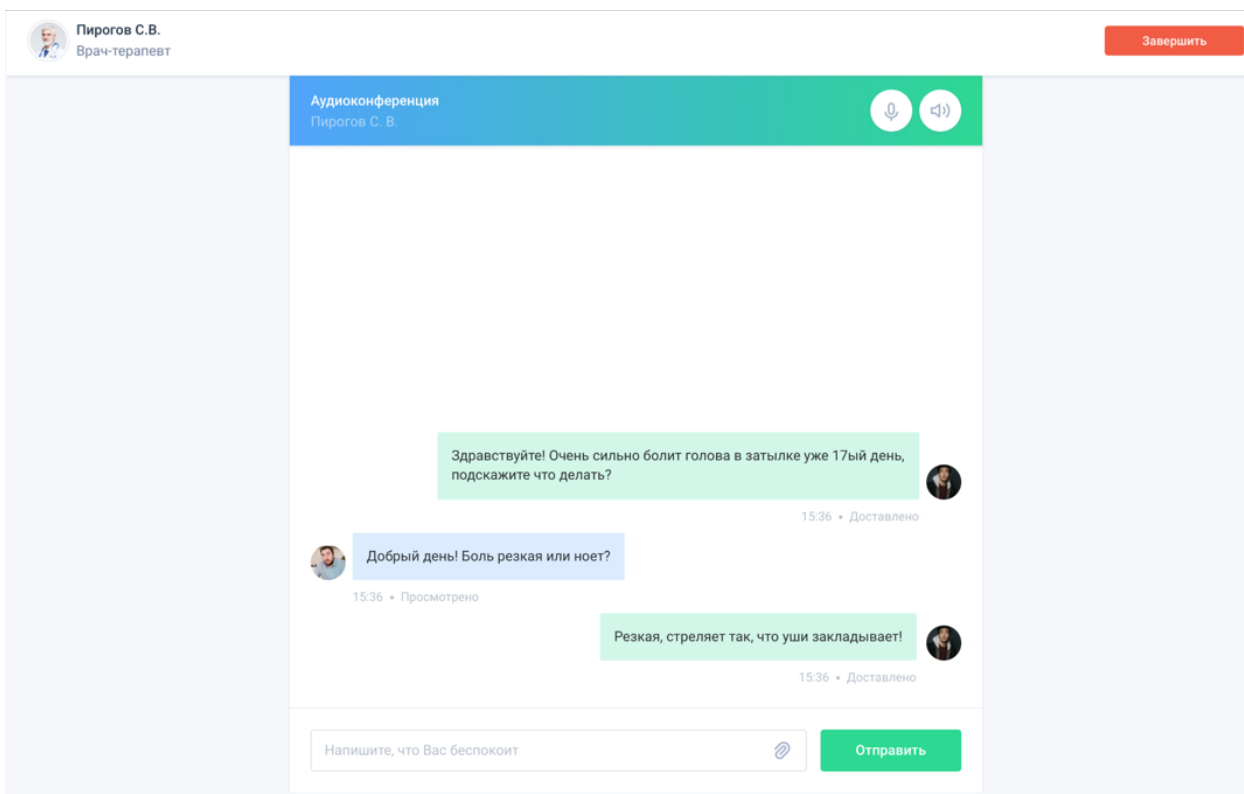 Пирогов С.В.
Врач-терапевт
Завершить
Аудиоконференция
Пирогов С. В.
Здравствуйте! Очень сильно болит голова в затылке уже 17ый день,
подскажите что делать?
15:36 • Доставлено
Добрый день! Боль резкая или ноет?
15:36 • Просмотрено
Резкая, стреляет так, что уши закладывает!
15:36 • Доставлено
Напишите, что Вас беспокоит
Отправить